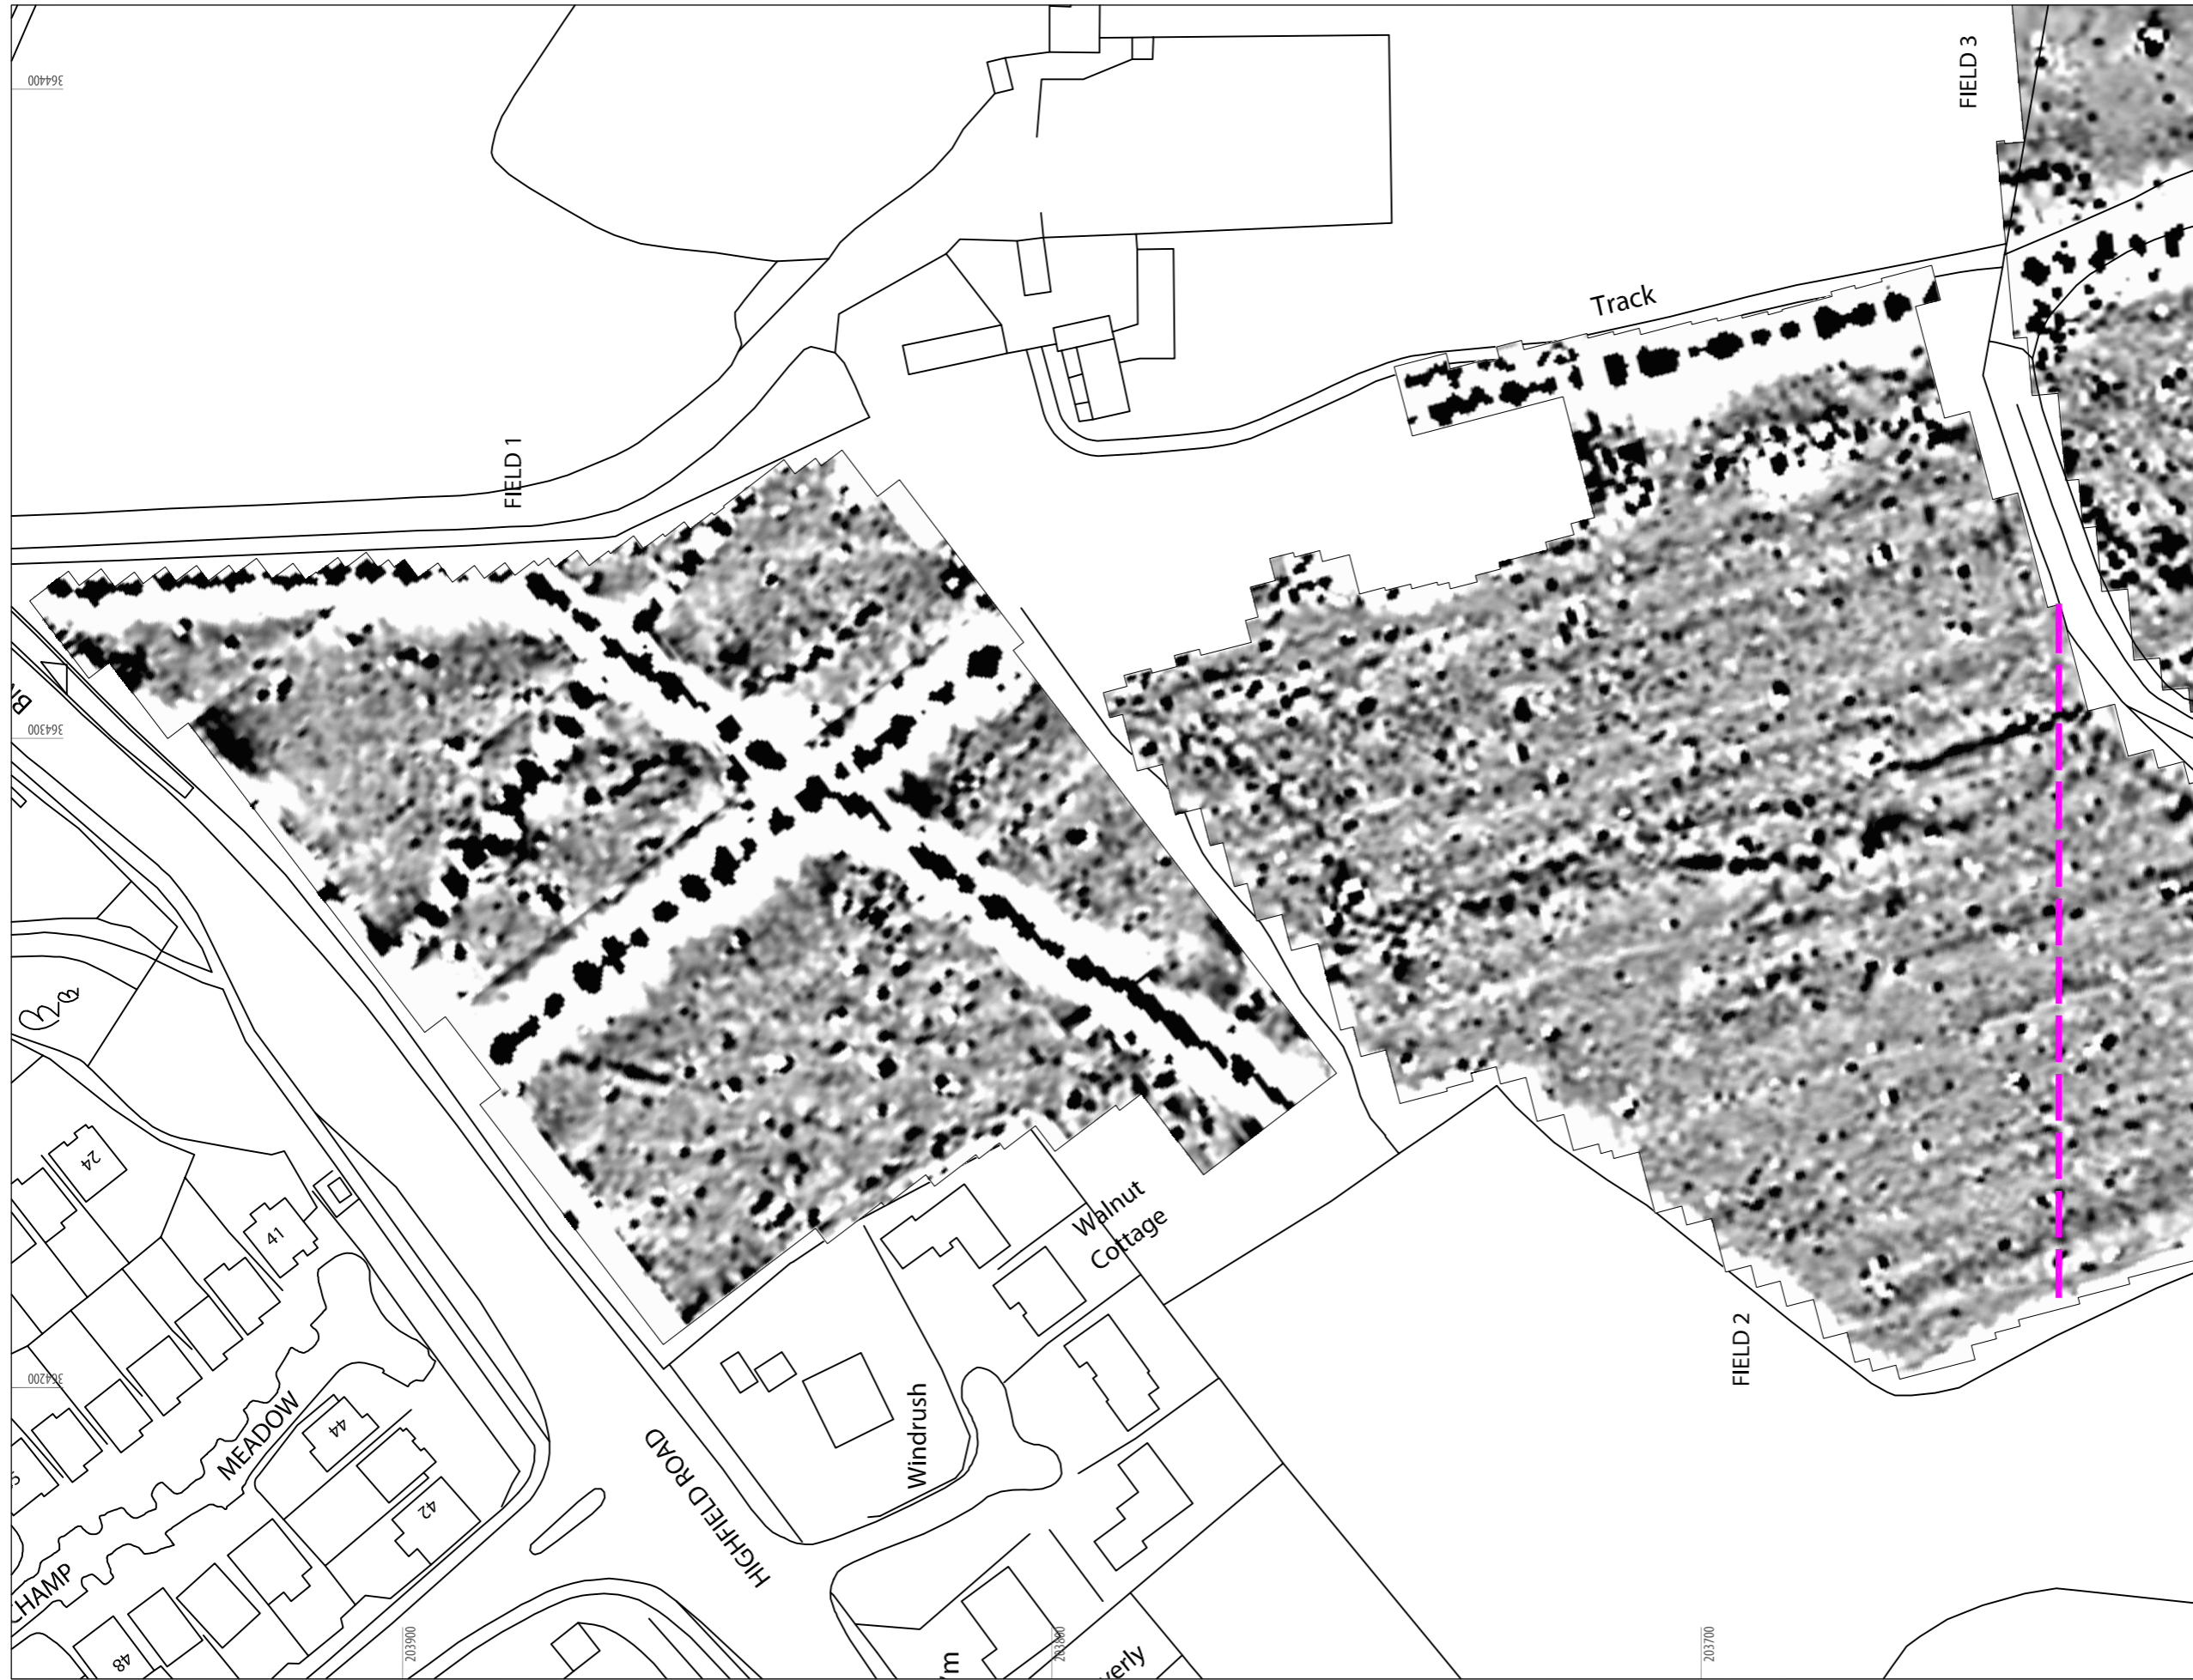 364400
FIELD 3
Track
FIELD 1
364300
24
41
Walnut
Cottage
FIELD 2
364200
MEADOW
44
Windrush
HIGHFIELD ROAD
42
CHAMP
203900
203800
203700
48